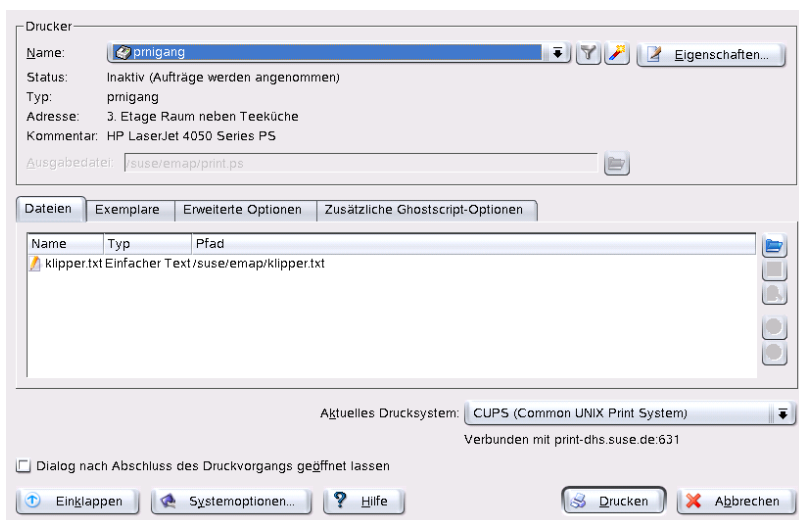 Drucker
Name: prnigang Eigenschaften...
Status: Inaktiv (Aufträge werden angenommen)
Typ: prnigang
Adresse: 3. Etage Raum neben Teeküche
Kommentar: HP LaserJet 4050 Series PS
Ausgabedatei: /suse/emap/print.ps
Dateien Exemplare Erweiterte Optionen Zusätzliche Ghostscript-Optionen
Name Typ Pfad
klipper.txt Einfacher Text /suse/emap/klipper.txt
Aktuelles Drucksystem: CUPS (Common UNIX Print System)
Verbunden mit print-dhs.suse.de:631
Dialog nach Abschluss des Druckvorgangs geöffnet lassen
Einklappen Systemoptionen... Hilfe Drucken Abbrechen